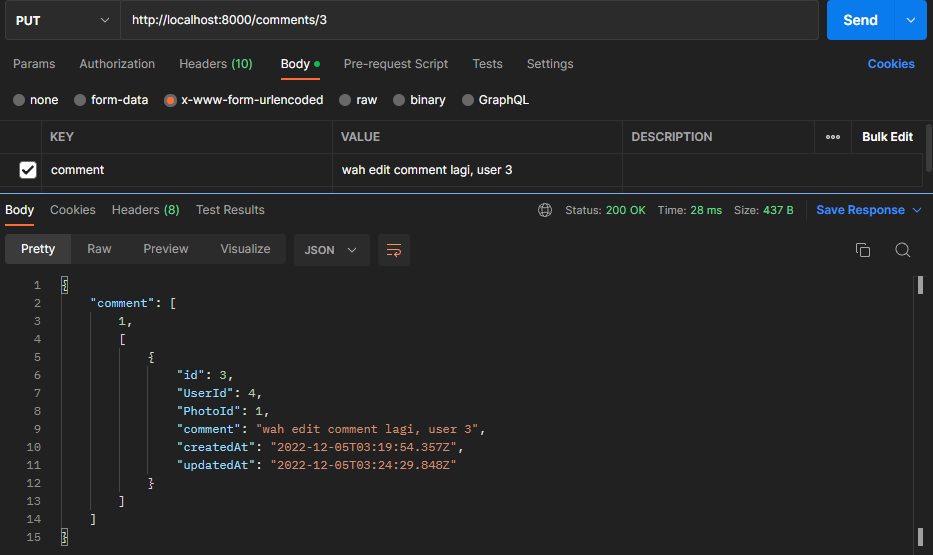 PUT http://localhost:8000/comments/3 Send
Params Authorization Headers (10) Body Pre-request Script Tests Settings Cookies
none form-data x-www-form-urlencoded raw binary GraphQL
KEY VALUE DESCRIPTION Bulk Edit
comment wah edit comment lagi, user 3
Body Cookies Headers (8) Test Results Status: 200 OK Time: 28 ms Size: 437 B Save Response
Pretty Raw Preview Visualize JSON
1 {
2 "comment": [
3 1,
4 [
5 {
6 "id": 3,
7 "UserId": 4,
8 "PhotoId": 1,
9 "comment": "wah edit comment lagi, user 3",
10 "createdAt": "2022-12-05T03:19:54.357Z",
11 "updatedAt": "2022-12-05T03:24:29.848Z"
12 }
13 ]
14 ]
15 }